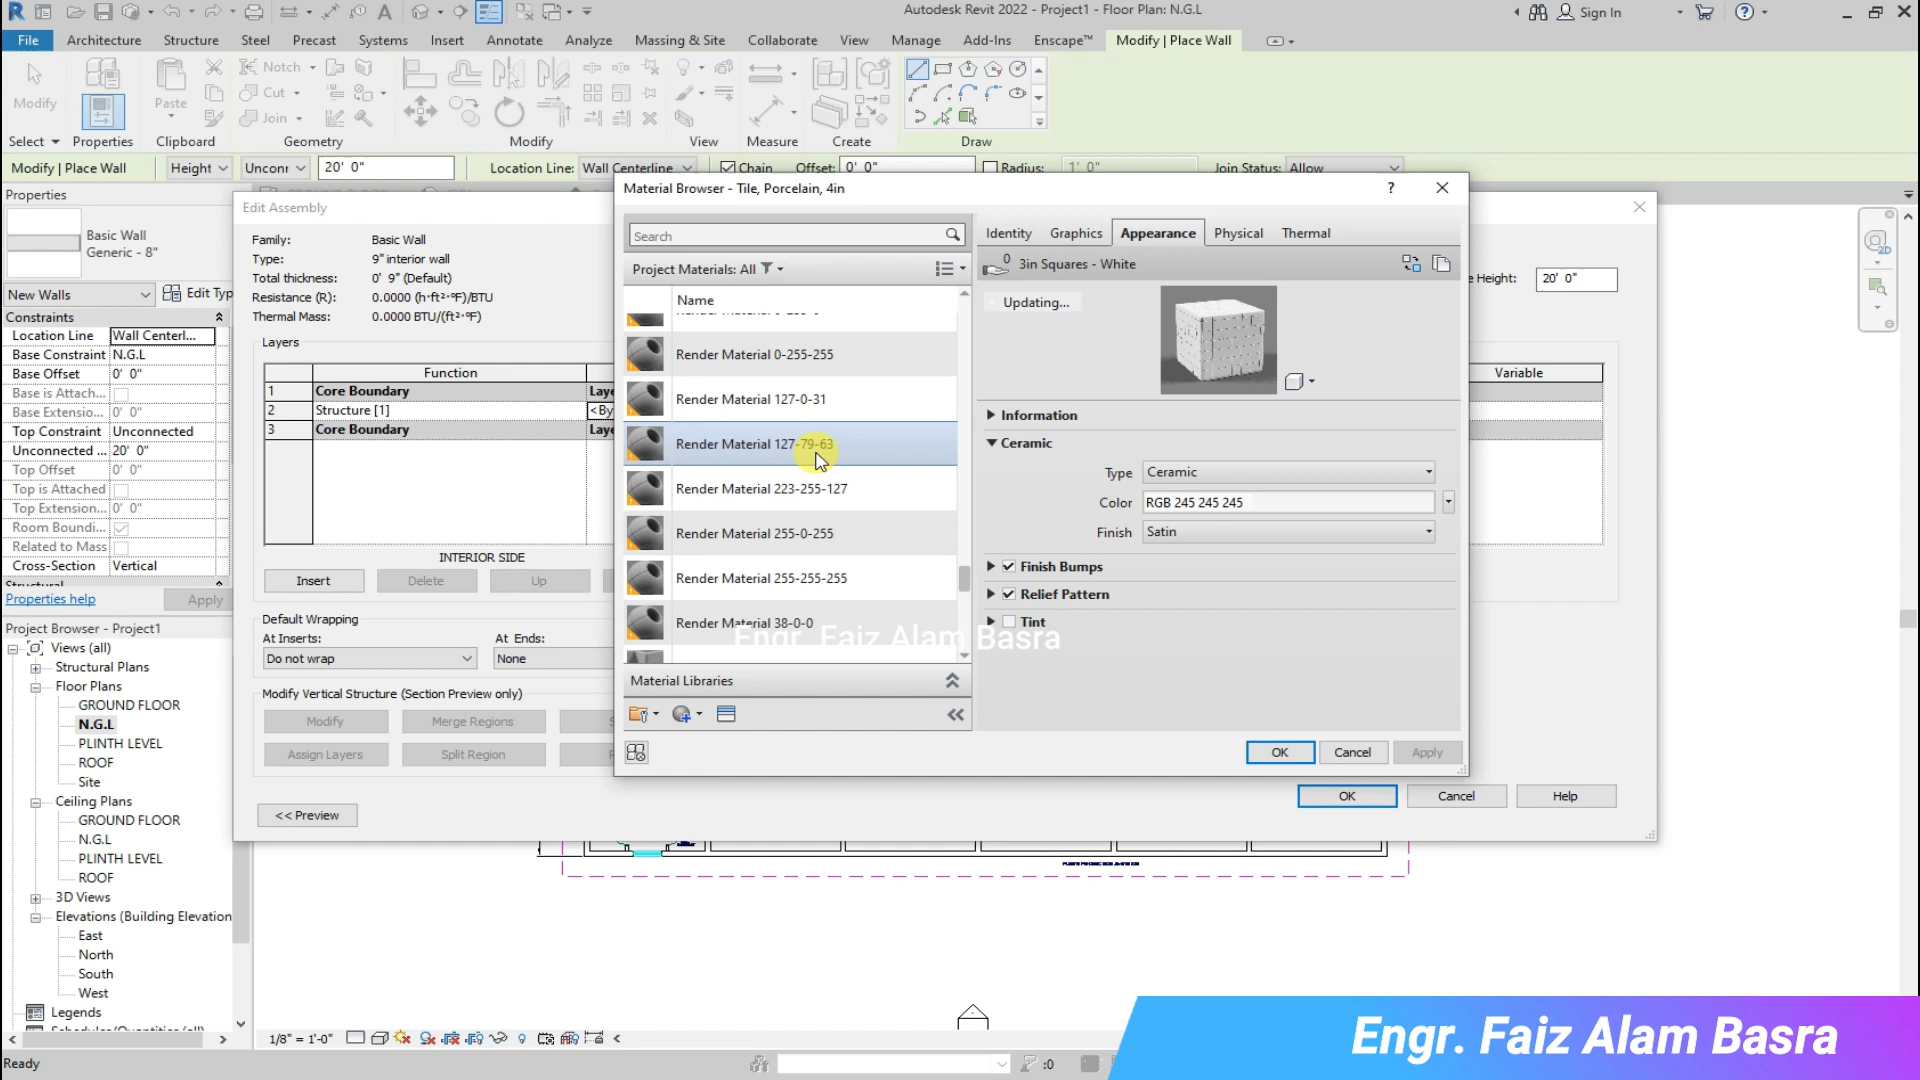 Autodesk Revit 2022 - Project1 - Floor Plan: N.G.L
Sign In
File Architecture Structure Steel Precast Systems Insert Annotate Analyze Massing & Site Collaborate View Manage Add-Ins Enscape™ Modify | Place Wall
Modify
Paste
Notch
Cut
Join
Select Properties Clipboard Geometry Modify View Measure Create Draw
Modify | Place Wall Height Unconr 20' 0" Location Line: Wall Centerline Chain Offset: 0' 0" Radius: 1' 0" Join Status: Allow
Properties
Basic Wall
Generic - 8"
New Walls Edit Typ
Constraints
Location Line Wall Centerl...
Base Constraint N.G.L
Base Offset 0' 0"
Base is Attach...
Base Extensio... 0' 0"
Top Constraint Unconnected
Unconnected ... 20' 0"
Top Offset 0' 0"
Top is Attached
Top Extension... 0' 0"
Room Boundi...
Related to Mass
Cross-Section Vertical
Structural
Properties help Apply
Project Browser - Project1
Views (all)
Structural Plans
Floor Plans
GROUND FLOOR
N.G.L
PLINTH LEVEL
ROOF
Site
Ceiling Plans
GROUND FLOOR
N.G.L
PLINTH LEVEL
ROOF
3D Views
Elevations (Building Elevation
East
North
South
West
Legends
Schedules/Quantities (all)
Edit Assembly
Family: Basic Wall
Type: 9" interior wall
Total thickness: 0' 9" (Default)
Resistance (R): 0.0000 (h·ft²·°F)/BTU
Thermal Mass: 0.0000 BTU/(ft²·°F)
e Height: 20' 0"
Layers
Function
Variable
1 Core Boundary Laye
2 Structure [1] <By
3 Core Boundary Laye
INTERIOR SIDE
Insert Delete Up
Default Wrapping
At Inserts: At Ends:
Do not wrap None
Modify Vertical Structure (Section Preview only)
Modify Merge Regions S
Assign Layers Split Region R
<< Preview
OK Cancel Help
Material Browser - Tile, Porcelain, 4in
?
Search
Project Materials: All
Name
Render Material 0-255-0
Render Material 0-255-255
Render Material 127-0-31
Render Material 127-79-63
Render Material 223-255-127
Render Material 255-0-255
Render Material 255-255-255
Render Material 38-0-0
Material Libraries
Identity Graphics Appearance Physical Thermal
0
3in Squares - White
Updating...
Information
Ceramic
Type Ceramic
Color RGB 245 245 245
Finish Satin
Finish Bumps
Relief Pattern
Tint
OK Cancel Apply
Engr. Faiz Alam Basra
1/8" = 1'-0"
Ready
:0
Engr. Faiz Alam Basra